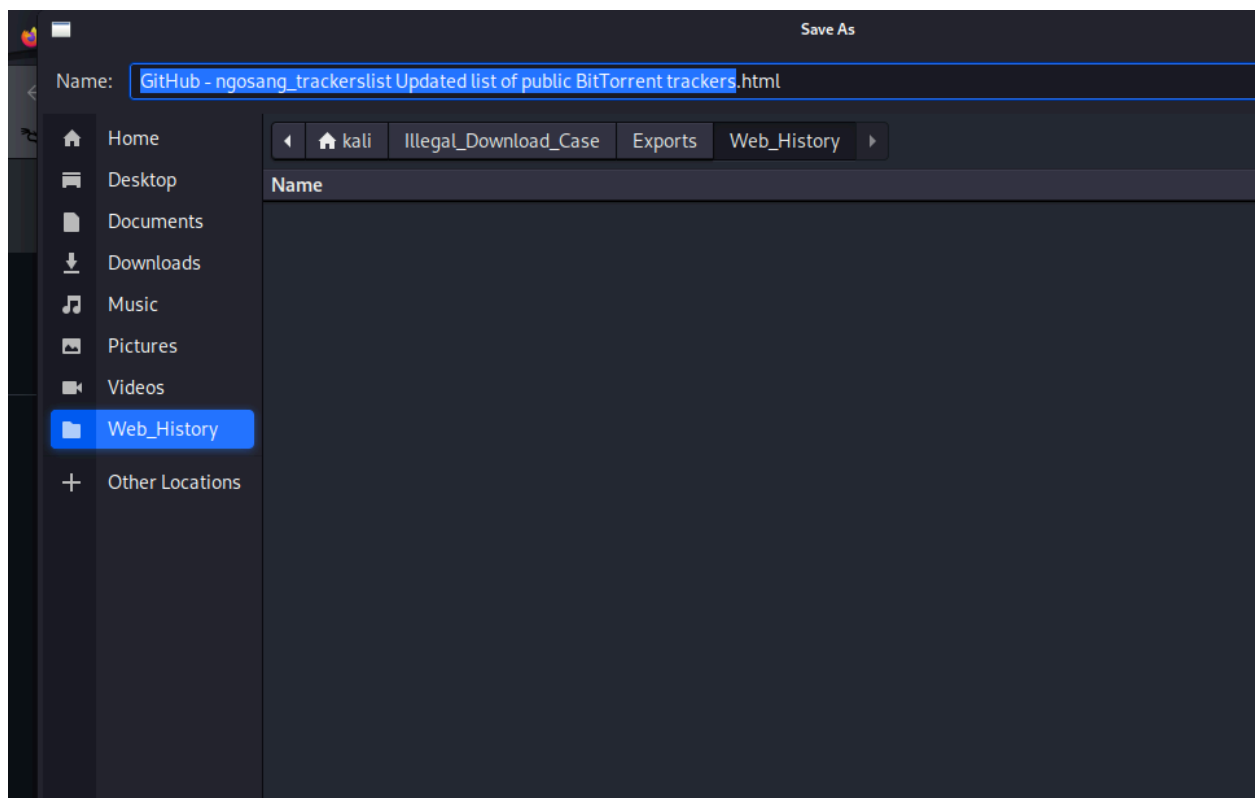 Save As
Name: GitHub - ngosang_trackerslist Updated list of public BitTorrent trackers.html
Home
kali Illegal_Download_Case Exports Web_History
Desktop
Name
Documents
Downloads
Music
Pictures
Videos
Web_History
Other Locations